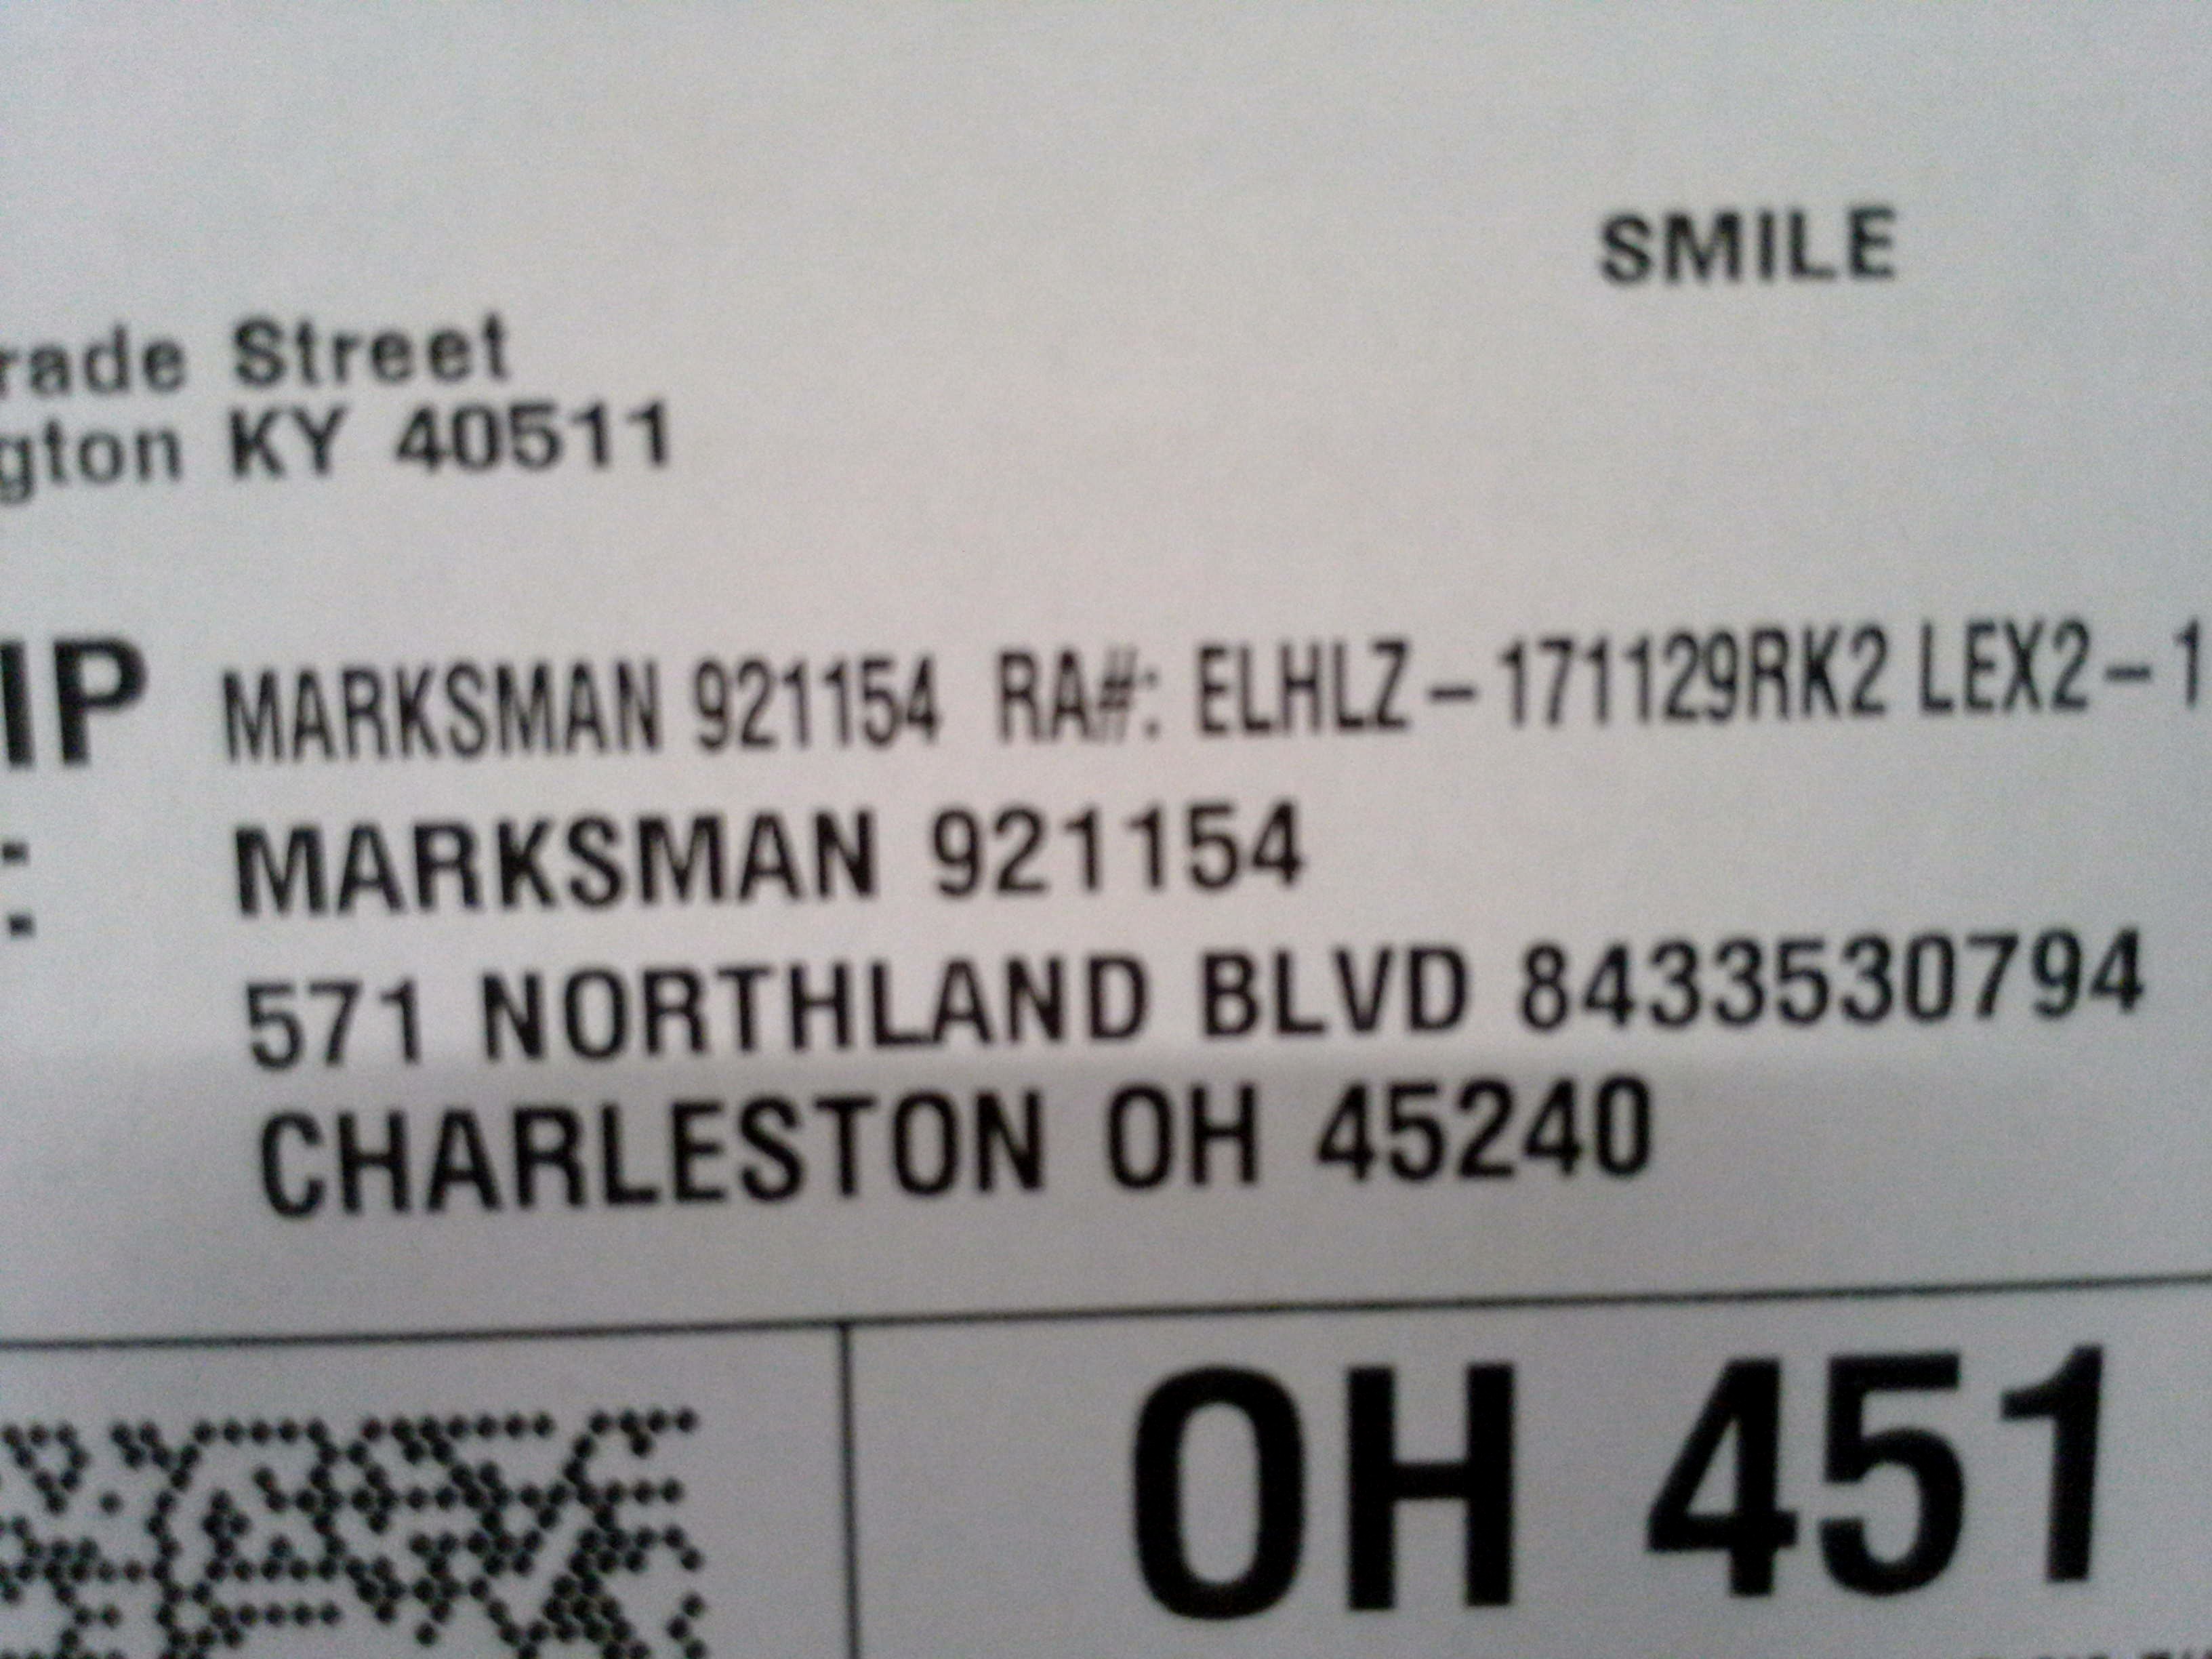 SMILE
rade Street
gton KY 40511
IP MARKSMAN 921154 RA#: ELHLZ-171129RK2 LEX2-1
: MARKSMAN 921154
571 NORTHLAND BLVD 8433530794
CHARLESTON OH 45240
OH 451